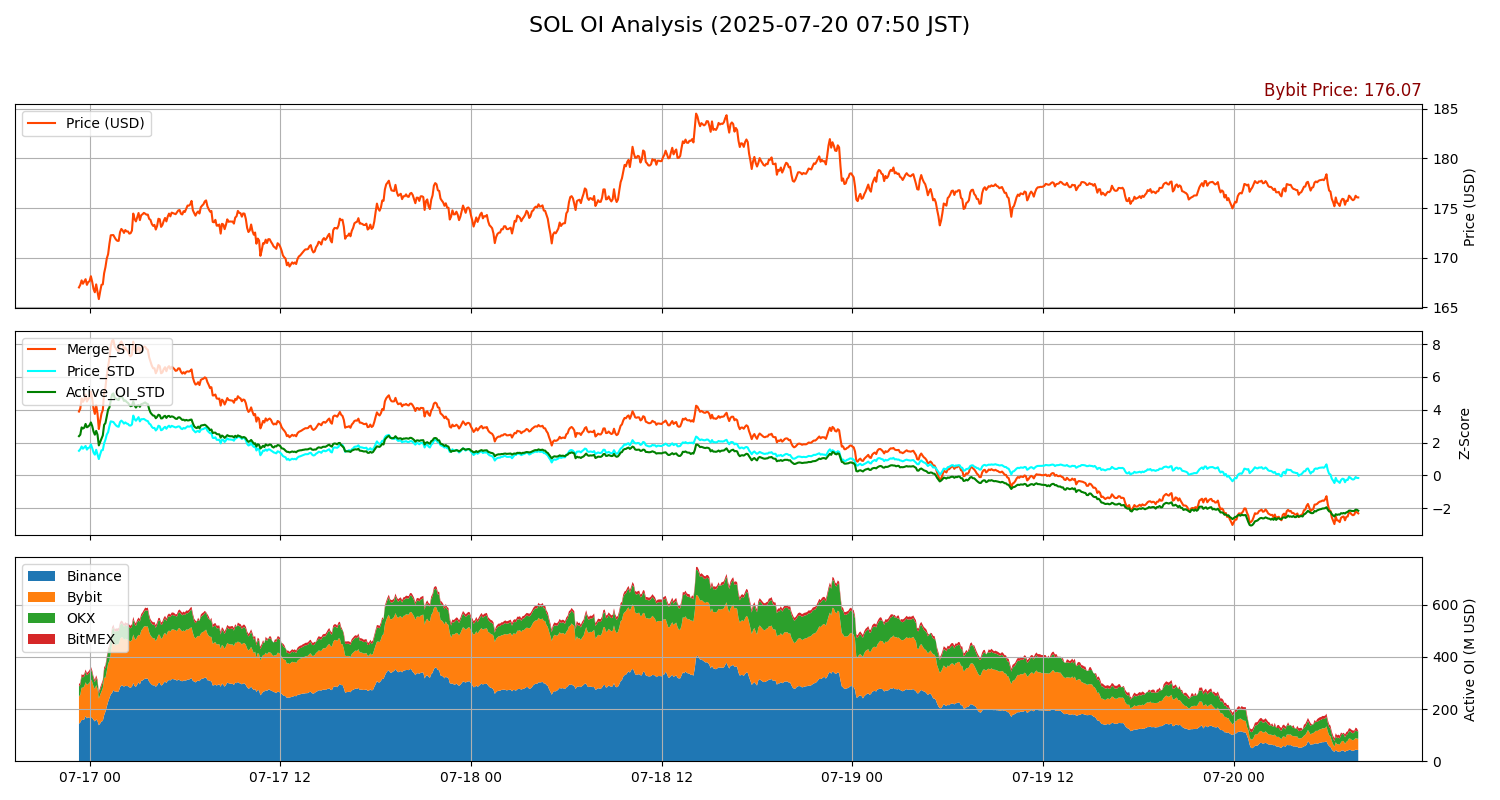 SOL OI Analysis (2025-07-20 07:50 JST)
Bybit Price: 176.07
Price (USD)
185
180
175
170
165
Price (USD)
Merge_STD
Price_STD
Active_OI_STD
8
6
4
2
0
−2
Z-Score
Binance
Bybit
OKX
BitMEX
600
400
200
0
Active OI (M USD)
07-17 00
07-17 12
07-18 00
07-18 12
07-19 00
07-19 12
07-20 00